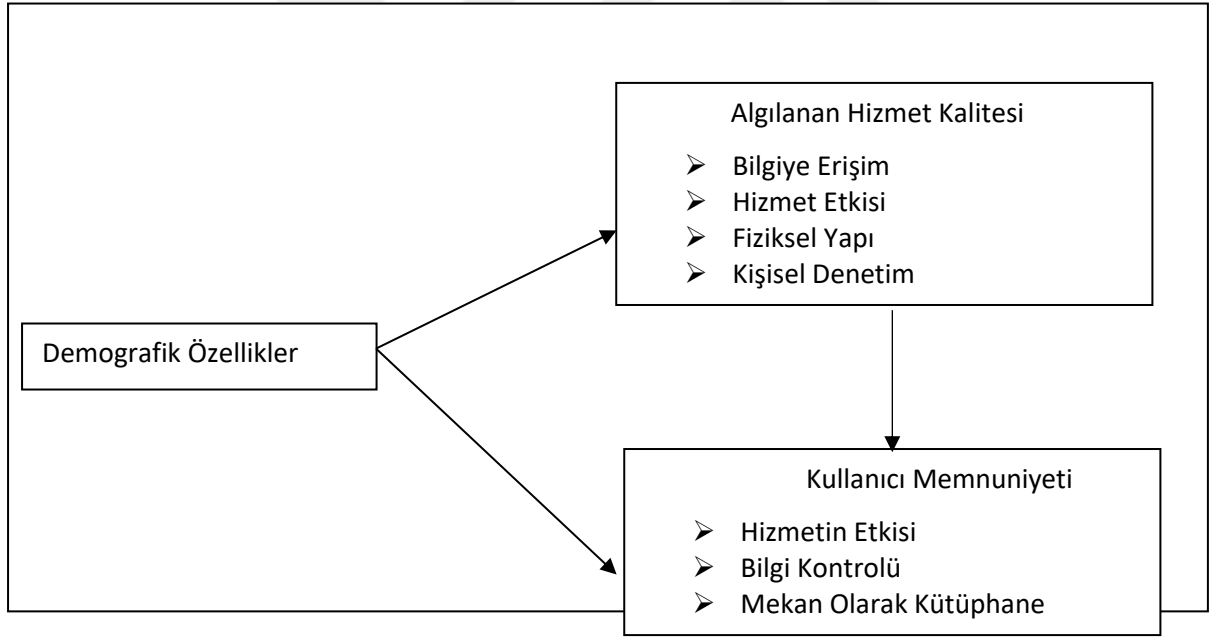 Algılanan Hizmet Kalitesi
➢ Bilgiye Erişim
➢ Hizmet Etkisi
➢ Fiziksel Yapı
➢ Kişisel Denetim
Demografik Özellikler
Kullanıcı Memnuniyeti
➢ Hizmetin Etkisi
➢ Bilgi Kontrolü
➢ Mekan Olarak Kütüphane